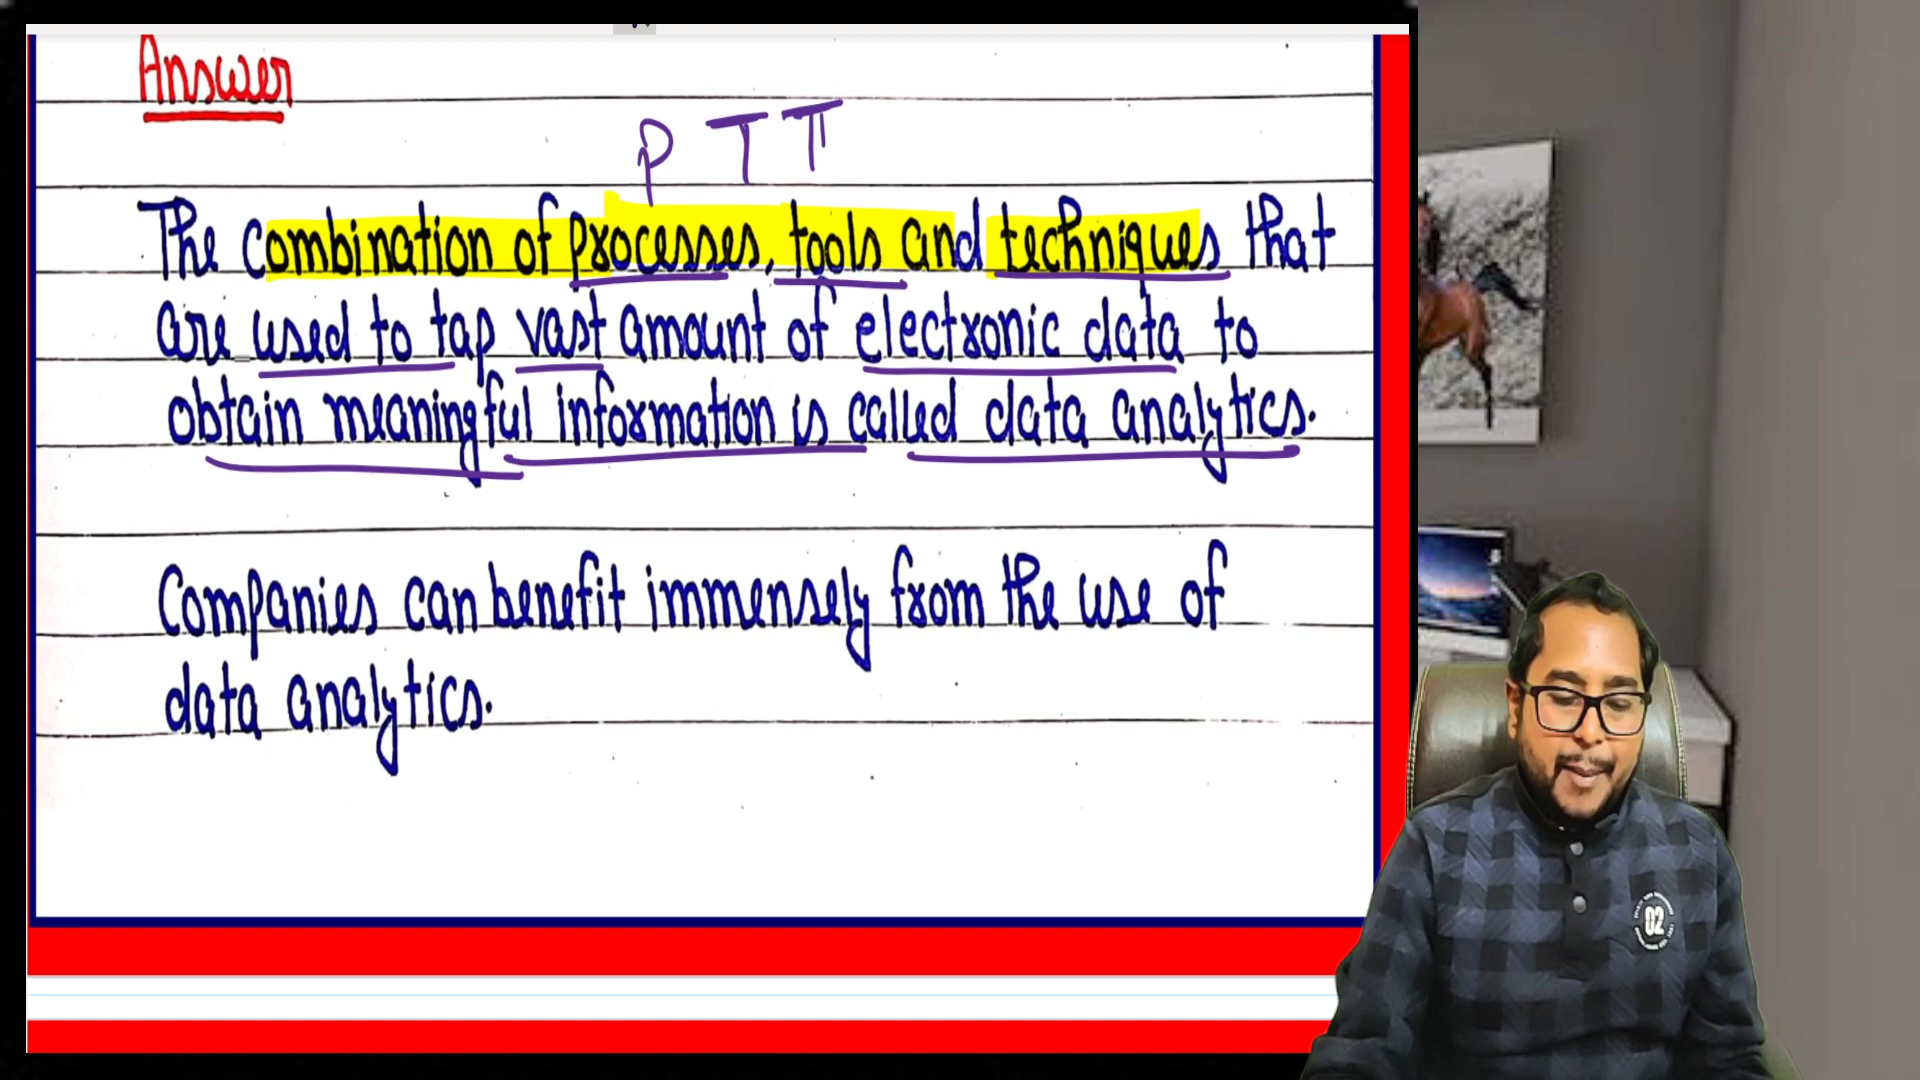 Answer
P T T
The combination of processes, tools and techniques that
are used to tap vast amount of electronic data to
obtain meaningful information is called data analytics.
Companies can benefit immensely from the use of
data analytics.
02